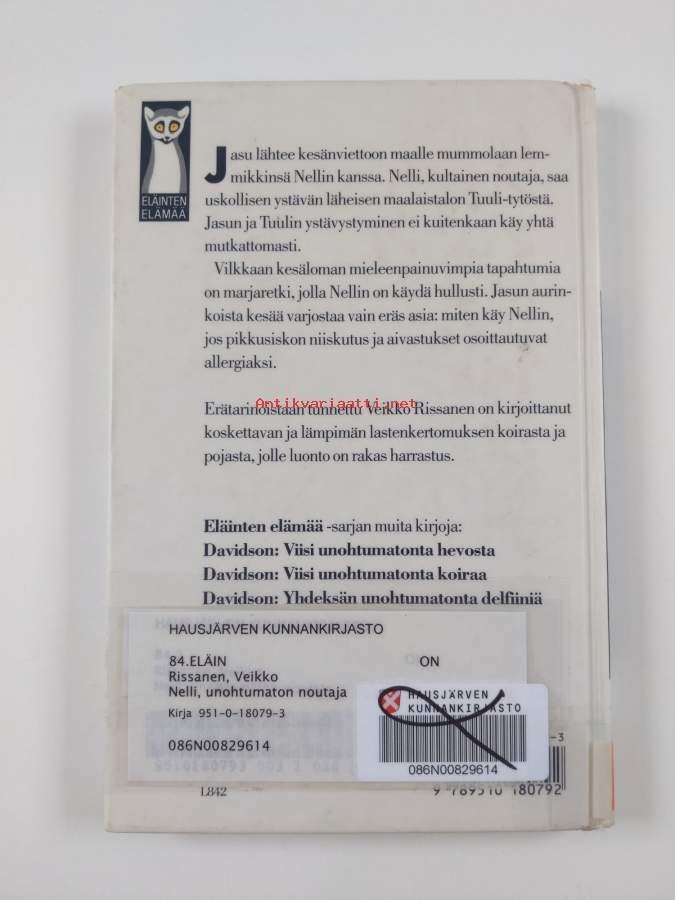 ELÄINTEN
ELÄMÄÄ
Jasu lähtee kesänviettoon maalle mummolaan lem-
mikkinsä Nellin kanssa. Nelli, kultainen noutaja, saa
uskollisen ystävän läheisen maalaistalon Tuuli-tytöstä.
Jasun ja Tuulin ystävystyminen ei kuitenkaan käy yhtä
mutkattomasti.
Vilkkaan kesäloman mieleenpainuvimpia tapahtumia
on marjaretki, jolla Nellin on käydä hullusti. Jasun aurin-
koista kesää varjostaa vain eräs asia: miten käy Nellin,
jos pikkusiskon niiskutus ja aivastukset osoittautuvat
allergiaksi.
Antikvariaatti.net
Erätarinoistaan tunnettu Veikko Rissanen on kirjoittanut
koskettavan ja lämpimän lastenkertomuksen koirasta ja
pojasta, jolle luonto on rakas harrastus.
Eläinten elämää -sarjan muita kirjoja:
Davidson: Viisi unohtumatonta hevosta
Davidson: Viisi unohtumatonta koiraa
Davidson: Yhdeksän unohtumatonta delfiiniä
HAUSJÄRVEN KUNNANKIRJASTO
84.ELÄIN ON
Rissanen, Veikko
Nelli, unohtumaton noutaja
Kirja 951-0-18079-3
086N00829614
HAUSJÄRVEN
KUNNANKIRJASTO
086N00829614
-3
L842
9 789510 180792